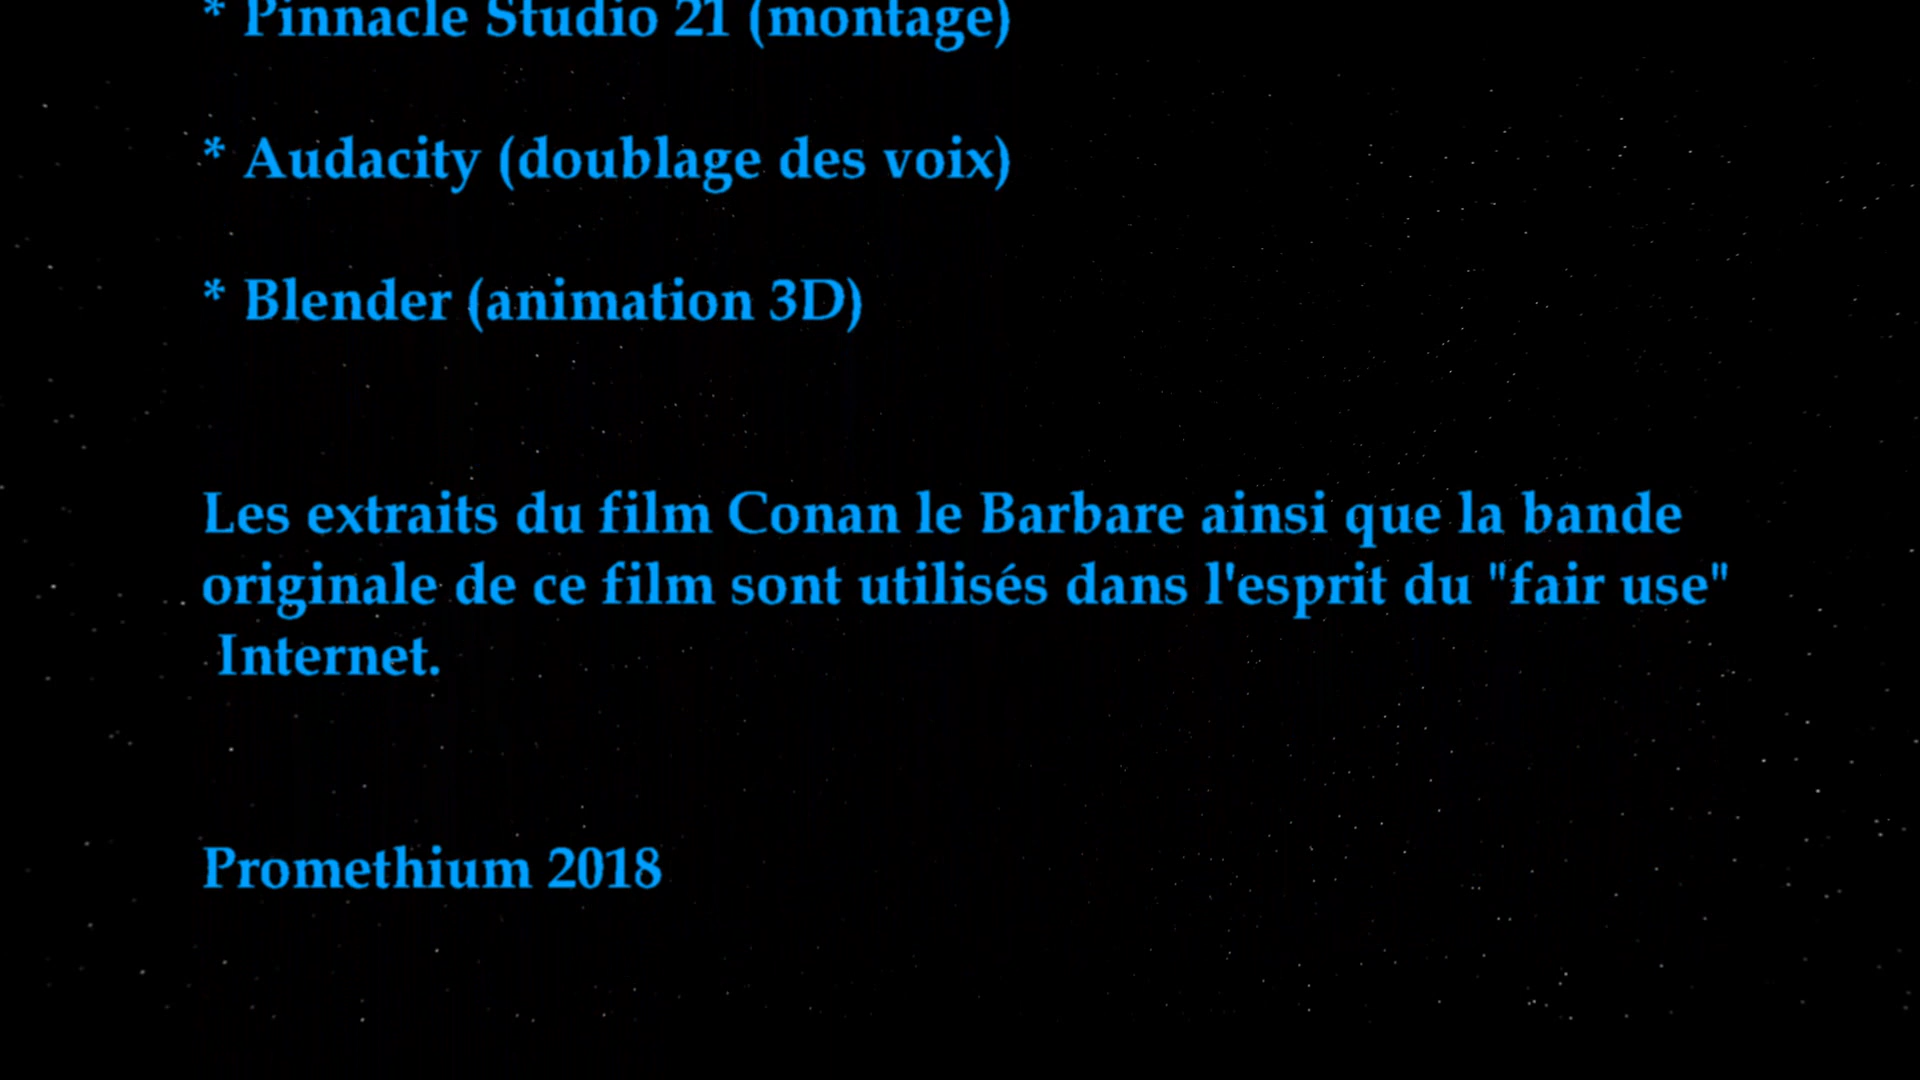 * Pinnacle Studio 21 (montage)
* Audacity (doublage des voix)
* Blender (animation 3D)
Les extraits du film Conan le Barbare ainsi que la bande
originale de ce film sont utilisés dans l'esprit du "fair use"
Internet.
Promethium 2018